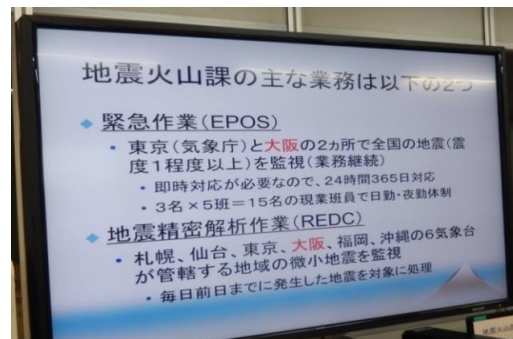 地震火山課の主な業務は以下の2つ
◆ 緊急作業(EPOS)
• 東京(気象庁)と大阪の2ヵ所で全国の地震(震
度1程度以上)を監視(業務継続)
• 即時対応が必要なので、24時間365日対応
• 3名×5班=15名の現業班員で日勤・夜勤体制
◆ 地震精密解析作業(REDC)
• 札幌、仙台、東京、大阪、福岡、沖縄の6気象台
が管轄する地域の微小地震を監視
• 毎日前日までに発生した地震を対象に処理
地震火山